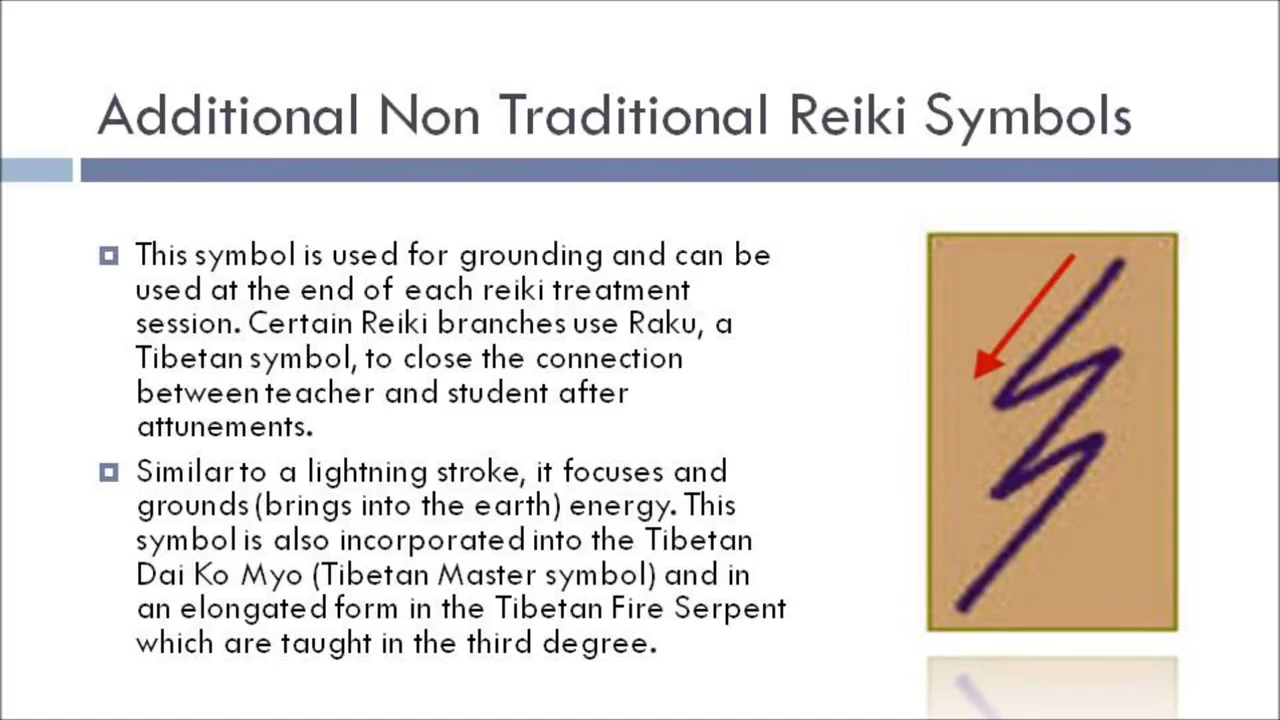 Additional Non Traditional Reiki Symbols
This symbol is used for grounding and can be
used at the end of each reiki treatment
session. Certain Reiki branches use Raku, a
Tibetan symbol, to close the connection
between teacher and student after
attunements.
Similar to a lightning stroke, it focuses and
grounds (brings into the earth) energy. This
symbol is also incorporated into the Tibetan
Dai Ko Myo (Tibetan Master symbol) and in
an elongated form in the Tibetan Fire Serpent
which are taught in the third degree.